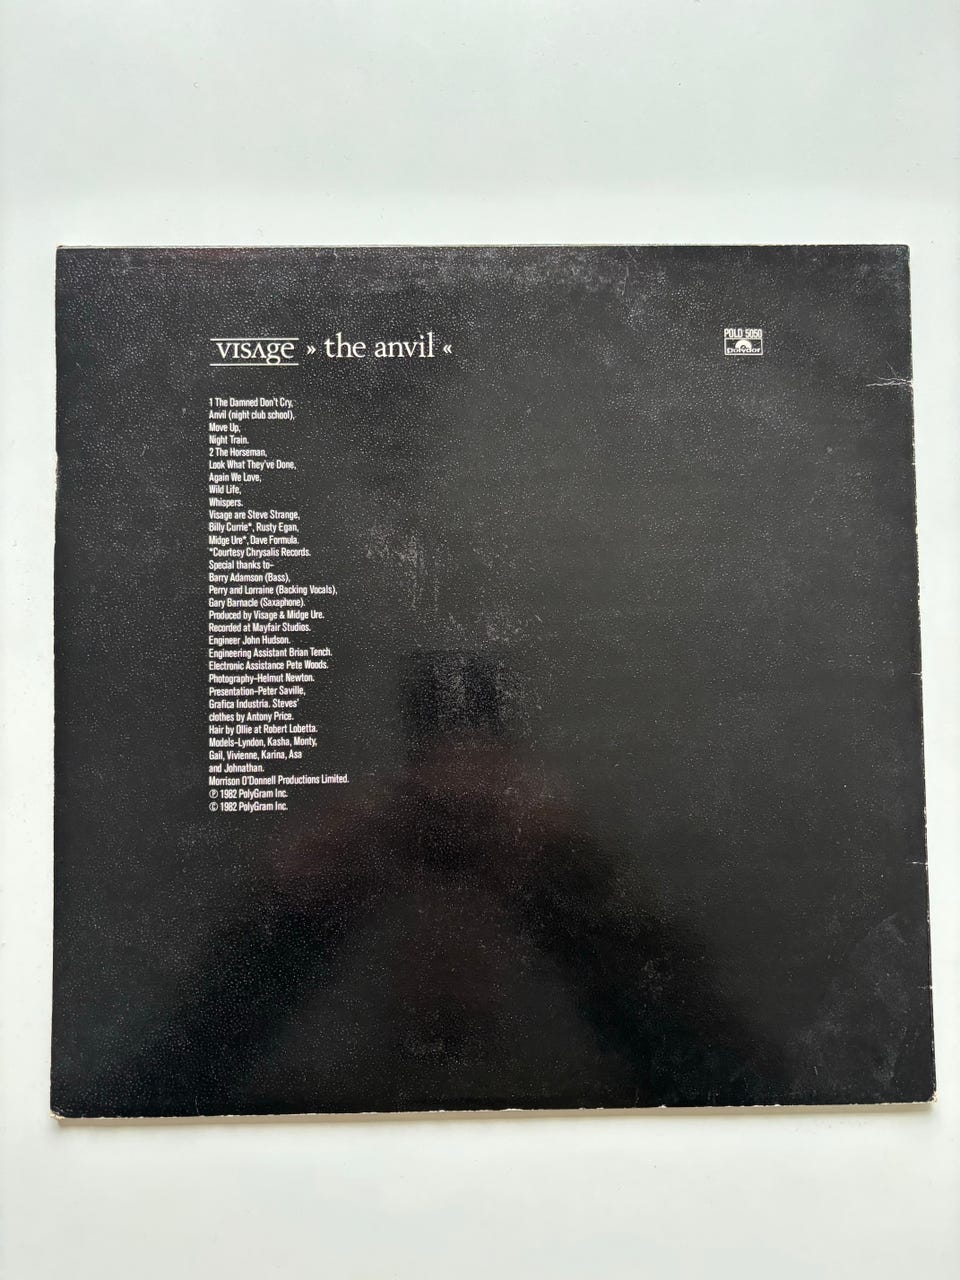 VISAGE » the anvil «
POLD 5050
polydor
1 The Damned Don't Cry,
Anvil (night club school),
Move Up,
Night Train.
2 The Horseman,
Look What They've Done,
Again We Love,
Wild Life,
Whispers.
Visage are Steve Strange,
Billy Currie*, Rusty Egan,
Midge Ure*, Dave Formula.
*Courtesy Chrysalis Records.
Special thanks to-
Barry Adamson (Bass),
Perry and Lorraine (Backing Vocals),
Gary Barnacle (Saxaphone).
Produced by Visage & Midge Ure.
Recorded at Mayfair Studios.
Engineer John Hudson.
Engineering Assistant Brian Tench.
Electronic Assistance Pete Woods.
Photography-Helmut Newton.
Presentation-Peter Saville,
Grafica Industria. Steves'
clothes by Antony Price.
Hair by Ollie at Robert Lobetta.
Models-Lyndon, Kasha, Monty,
Gail, Vivienne, Karina, Asa
and Johnathan.
Morrison O'Donnell Productions Limited.
℗ 1982 PolyGram Inc.
© 1982 PolyGram Inc.